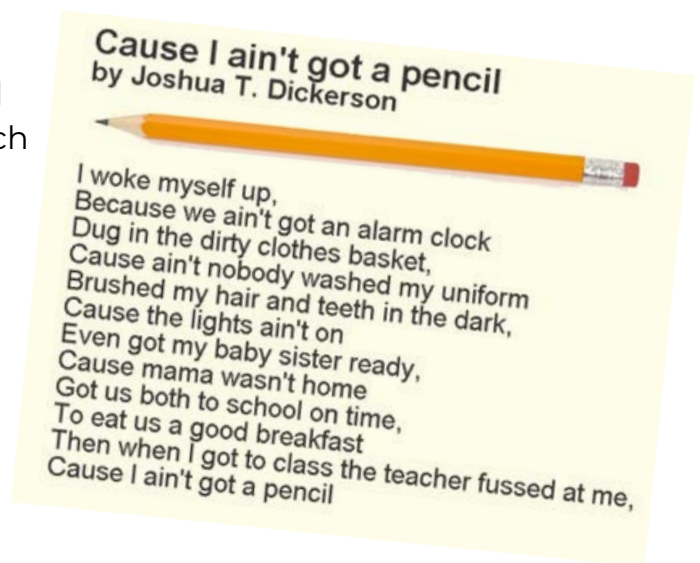 Cause I ain't got a pencil
by Joshua T. Dickerson
ch
I woke myself up,
Because we ain't got an alarm clock
Dug in the dirty clothes basket,
Cause ain't nobody washed my uniform
Brushed my hair and teeth in the dark,
Cause the lights ain't on
Even got my baby sister ready,
Cause mama wasn't home
Got us both to school on time,
To eat us a good breakfast
Then when I got to class the teacher fussed at me,
Cause I ain't got a pencil